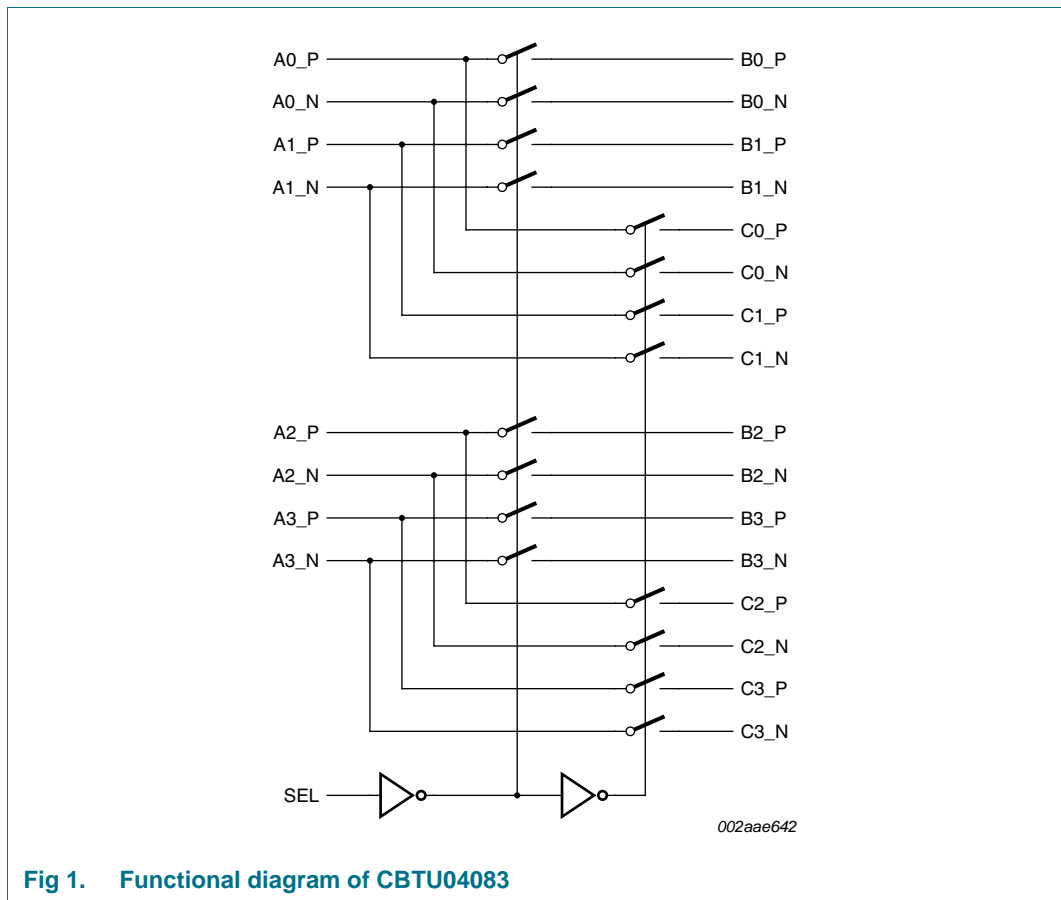 A0_P B0_P
A0_N B0_N
A1_P B1_P
A1_N B1_N
C0_P
C0_N
C1_P
C1_N
A2_P B2_P
A2_N B2_N
A3_P B3_P
A3_N B3_N
C2_P
C2_N
C3_P
C3_N
SEL
002aae642
Fig 1. Functional diagram of CBTU04083